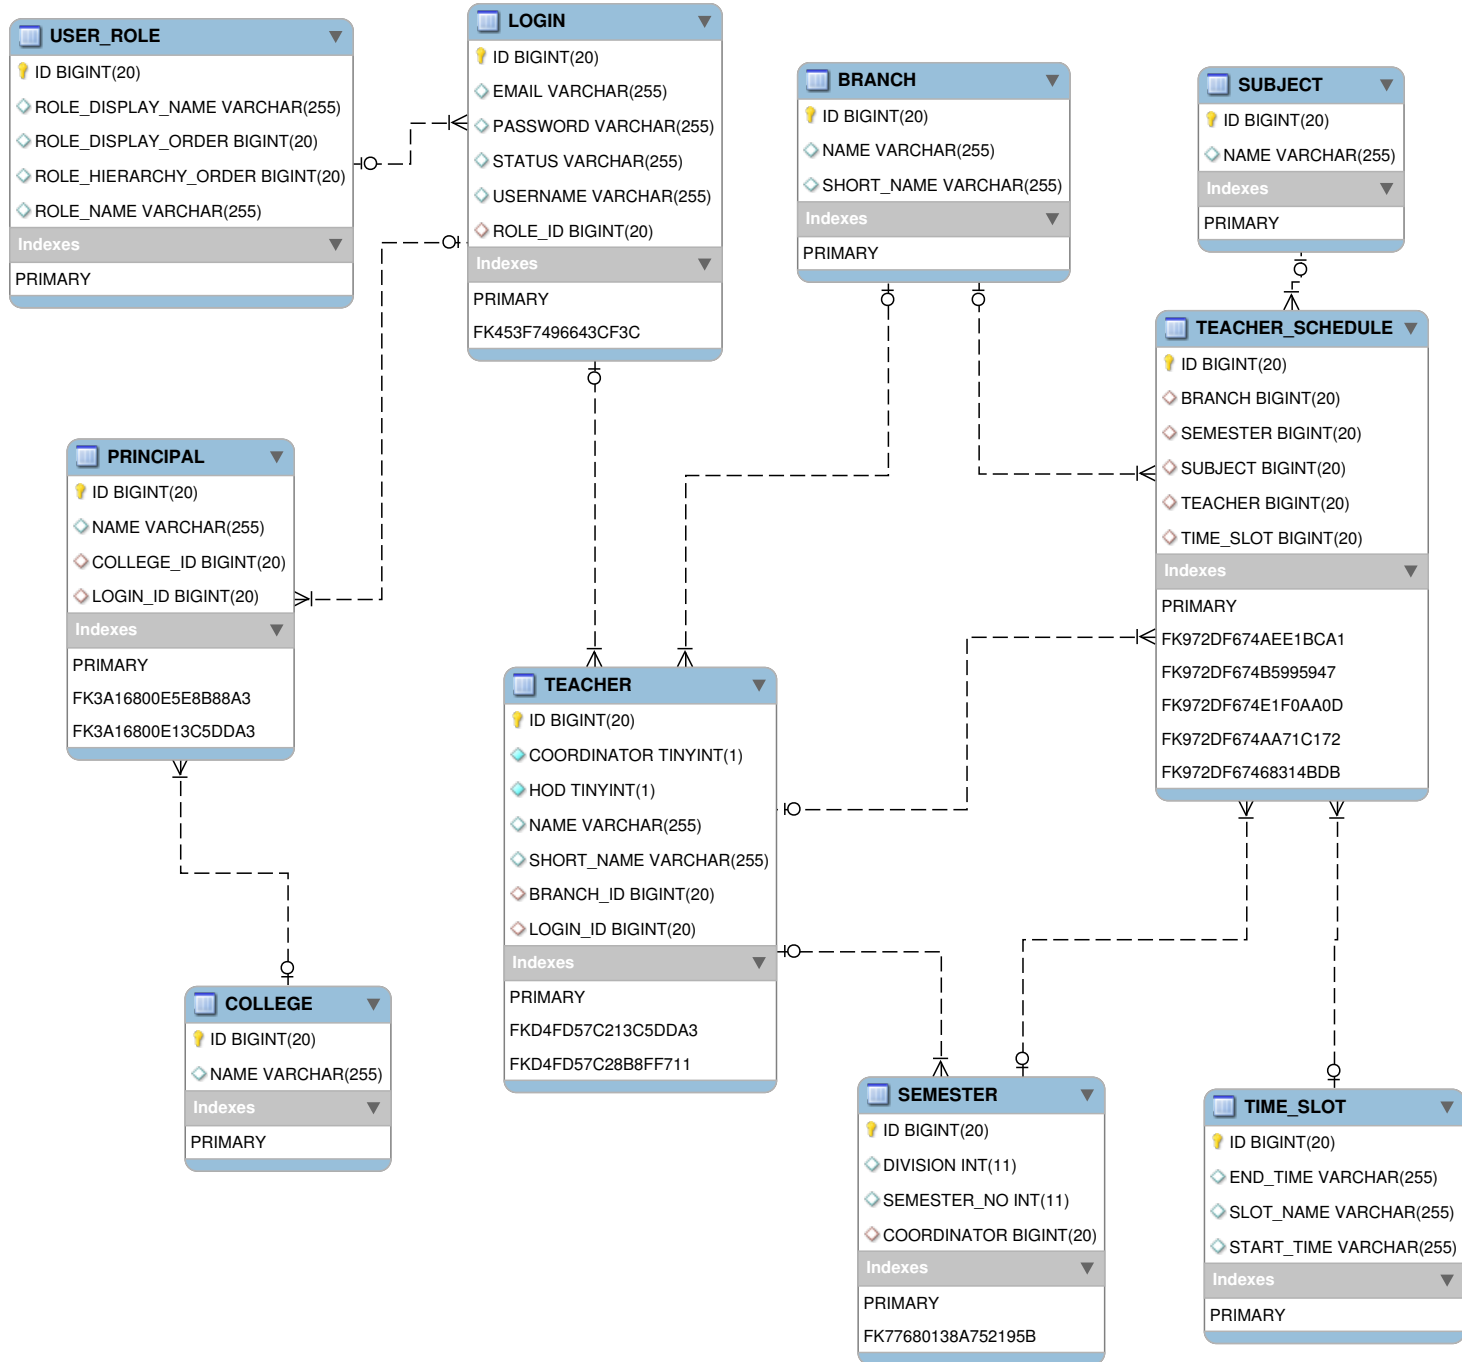 USER_ROLE
ID BIGINT(20)
ROLE_DISPLAY_NAME VARCHAR(255)
ROLE_DISPLAY_ORDER BIGINT(20)
ROLE_HIERARCHY_ORDER BIGINT(20)
ROLE_NAME VARCHAR(255)
Indexes
PRIMARY
LOGIN
ID BIGINT(20)
EMAIL VARCHAR(255)
PASSWORD VARCHAR(255)
STATUS VARCHAR(255)
USERNAME VARCHAR(255)
ROLE_ID BIGINT(20)
Indexes
PRIMARY
FK453F7496643CF3C
BRANCH
ID BIGINT(20)
NAME VARCHAR(255)
SHORT_NAME VARCHAR(255)
Indexes
PRIMARY
SUBJECT
ID BIGINT(20)
NAME VARCHAR(255)
Indexes
PRIMARY
TEACHER_SCHEDULE
ID BIGINT(20)
BRANCH BIGINT(20)
SEMESTER BIGINT(20)
SUBJECT BIGINT(20)
TEACHER BIGINT(20)
TIME_SLOT BIGINT(20)
Indexes
PRIMARY
FK972DF674AEE1BCA1
FK972DF674B5995947
FK972DF674E1F0AA0D
FK972DF674AA71C172
FK972DF67468314BDB
PRINCIPAL
ID BIGINT(20)
NAME VARCHAR(255)
COLLEGE_ID BIGINT(20)
LOGIN_ID BIGINT(20)
Indexes
PRIMARY
FK3A16800E5E8B88A3
FK3A16800E13C5DDA3
TEACHER
ID BIGINT(20)
COORDINATOR TINYINT(1)
HOD TINYINT(1)
NAME VARCHAR(255)
SHORT_NAME VARCHAR(255)
BRANCH_ID BIGINT(20)
LOGIN_ID BIGINT(20)
Indexes
PRIMARY
FKD4FD57C213C5DDA3
FKD4FD57C28B8FF711
COLLEGE
ID BIGINT(20)
NAME VARCHAR(255)
Indexes
PRIMARY
SEMESTER
ID BIGINT(20)
DIVISION INT(11)
SEMESTER_NO INT(11)
COORDINATOR BIGINT(20)
Indexes
PRIMARY
FK77680138A752195B
TIME_SLOT
ID BIGINT(20)
END_TIME VARCHAR(255)
SLOT_NAME VARCHAR(255)
START_TIME VARCHAR(255)
Indexes
PRIMARY